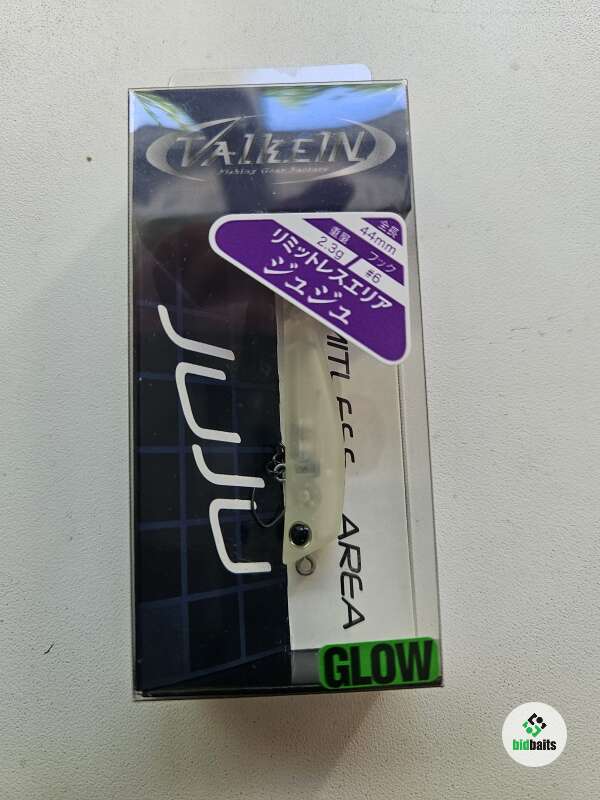 VALKEIN
Fishing Gear Factory
全長
44mm
重量
2.3g
フック
#6
リミットレスエリア
ジュジュ
JUJU
AREA
GLOW
bidbaits